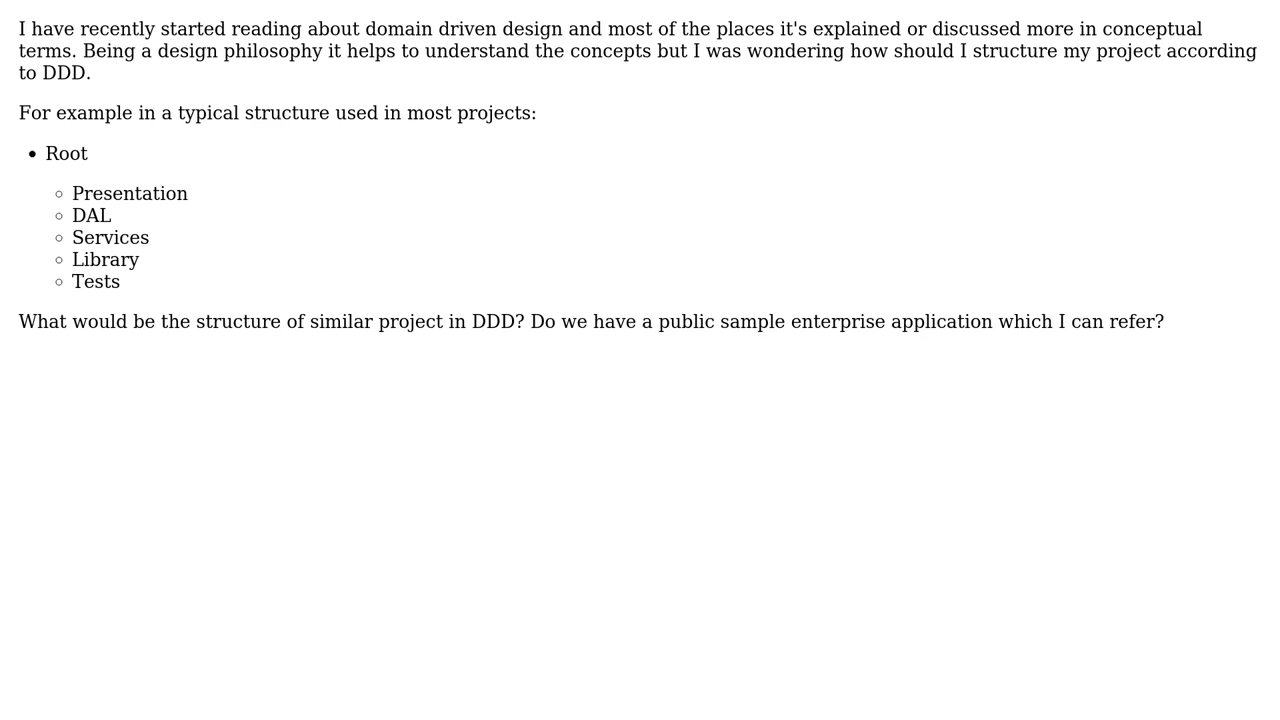 I have recently started reading about domain driven design and most of the places it's explained or discussed more in conceptual
terms. Being a design philosophy it helps to understand the concepts but I was wondering how should I structure my project according
to DDD.
For example in a typical structure used in most projects:
Root
Presentation
DAL
Services
Library
Tests
What would be the structure of similar project in DDD? Do we have a public sample enterprise application which I can refer?